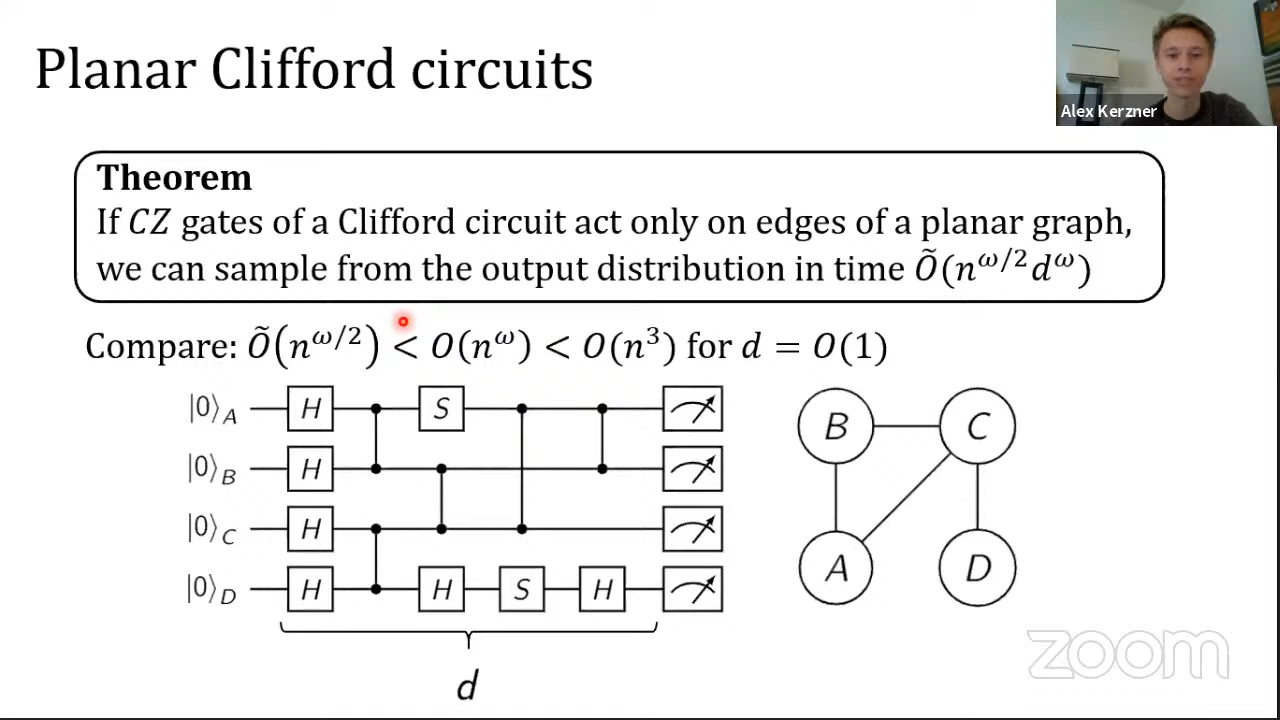 Planar Clifford circuits
Alex Kerzner
Theorem
If CZ gates of a Clifford circuit act only on edges of a planar graph,
we can sample from the output distribution in time Õ(n^{ω/2}d^ω)
Compare: Õ(n^{ω/2}) < O(n^ω) < O(n³) for d = O(1)
|0⟩_A H S
|0⟩_B H
|0⟩_C H
|0⟩_D H H S H
d
B C
A D
zoom